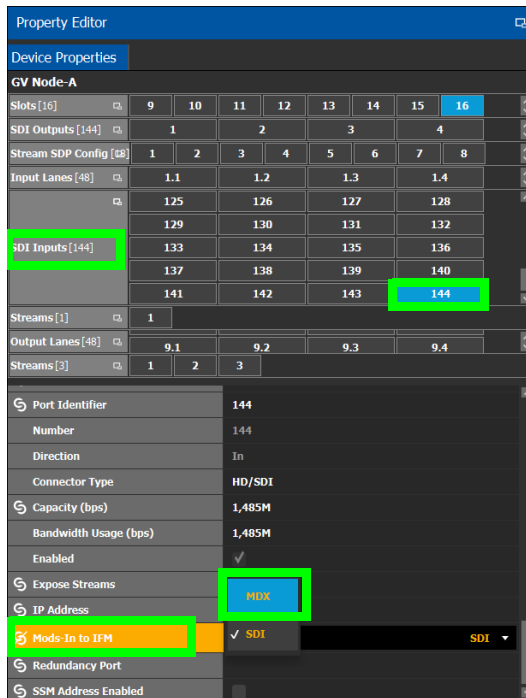 Property Editor
Device Properties
GV Node-A
Slots [16] 9 10 11 12 13 14 15 16
SDI Outputs [144] 1 2 3 4
Stream SDP Config [18] 1 2 3 4 5 6 7 8
Input Lanes [48] 1.1 1.2 1.3 1.4
125 126 127 128
129 130 131 132
SDI Inputs [144] 133 134 135 136
137 138 139 140
141 142 143 144
Streams [1] 1
Output Lanes [48] 9.1 9.2 9.3 9.4
Streams [3] 1 2 3
Port Identifier 144
Number 144
Direction In
Connector Type HD/SDI
Capacity (bps) 1,485M
Bandwidth Usage (bps) 1,485M
Enabled ✓
Expose Streams
MDX
IP Address
Mods-In to IFM ✓ SDI SDI
Redundancy Port
SSM Address Enabled